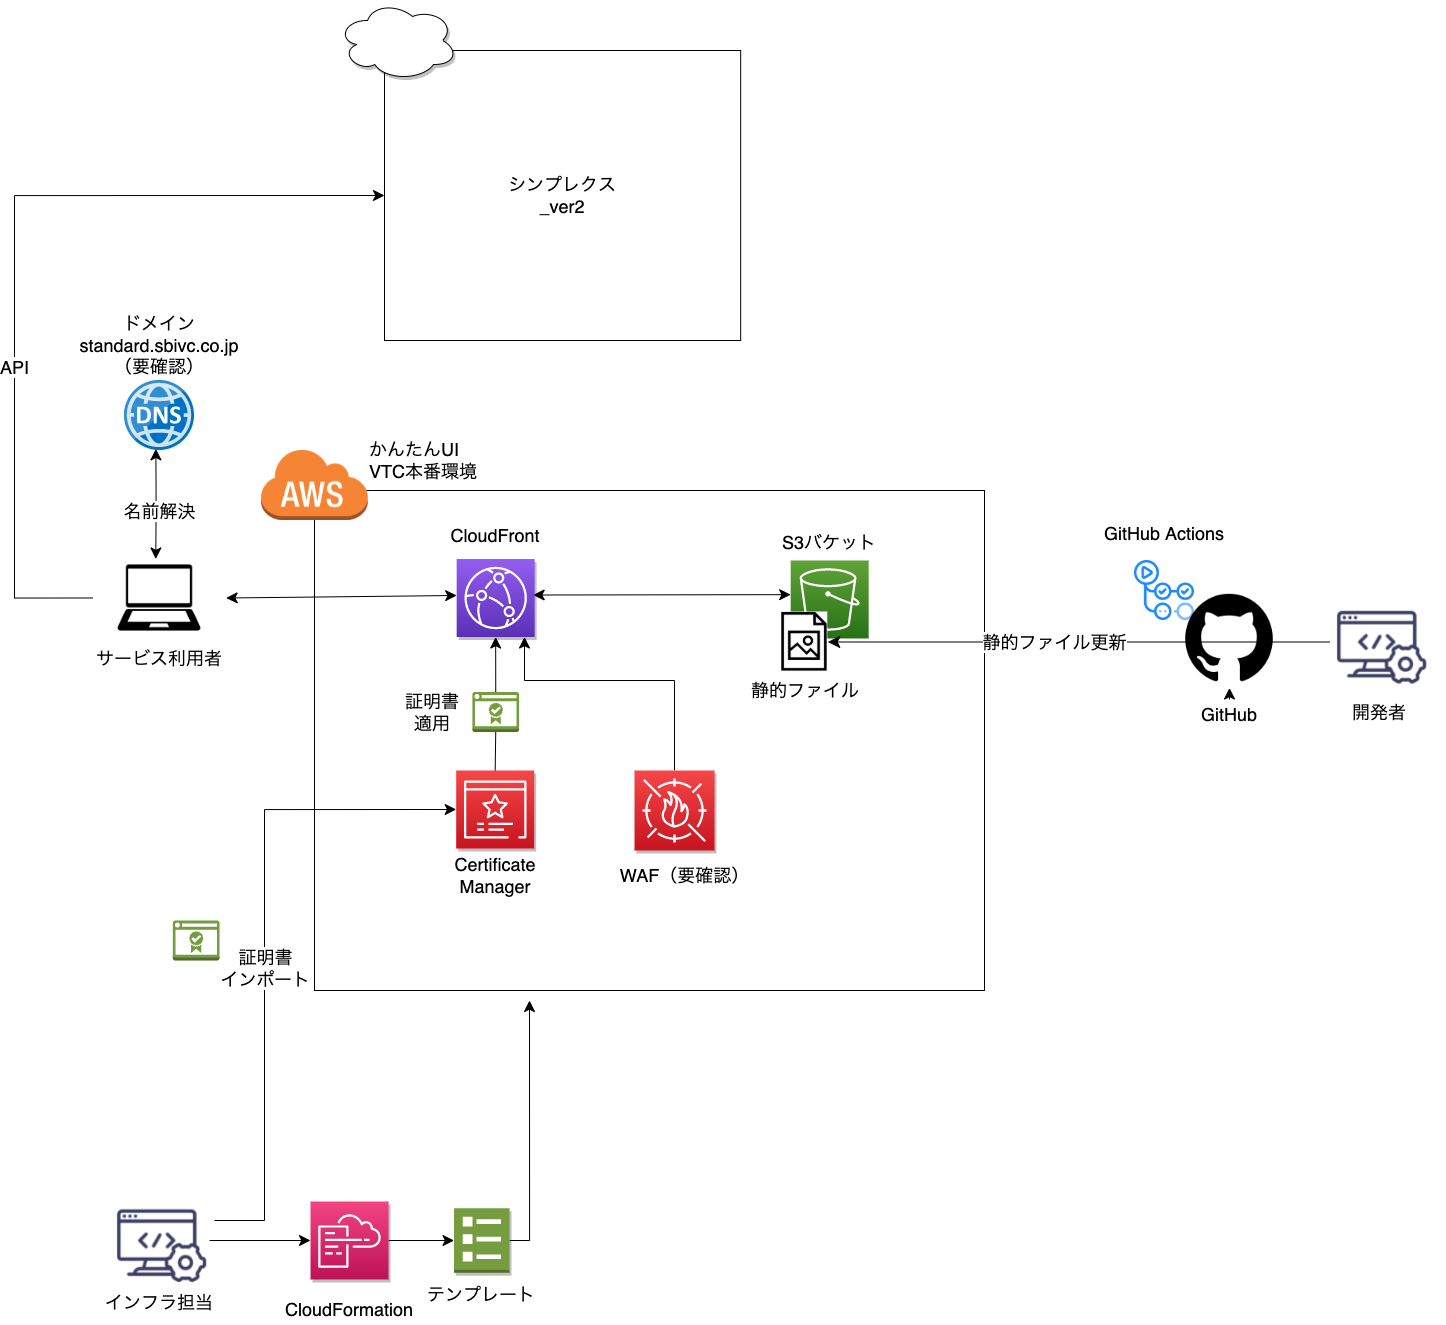 シンプレクス
_ver2
ドメイン
standard.sbivc.co.jp
（要確認）
API
DNS
名前解決
サービス利用者
かんたんUI
VTC本番環境
AWS
CloudFront
S3バケット
静的ファイル
GitHub Actions
静的ファイル更新
GitHub
開発者
証明書
適用
Certificate
Manager
WAF（要確認）
証明書
インポート
インフラ担当
CloudFormation
テンプレート